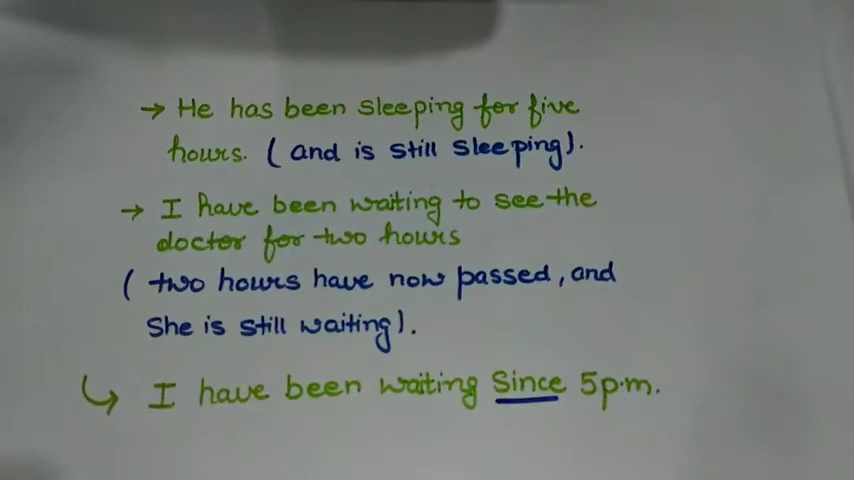 → He has been sleeping for five
hours. (and is still sleeping).
→ I have been waiting to see the
doctor for two hours
(two hours have now passed, and
She is still waiting).
↳ I have been waiting Since 5p.m.